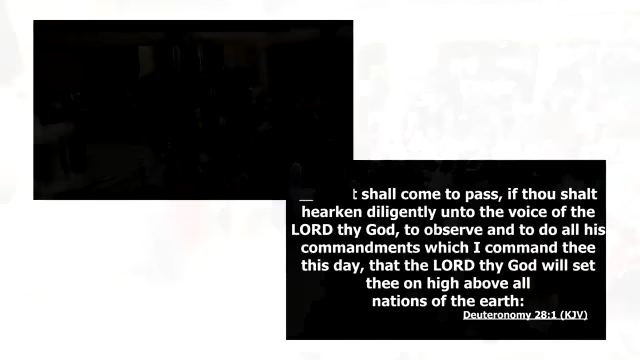 t shall come to pass, if thou shalt
hearken diligently unto the voice of the
LORD thy God, to observe and to do all his
commandments which I command thee
this day, that the LORD thy God will set
thee on high above all
nations of the earth:
Deuteronomy 28:1 (KJV)